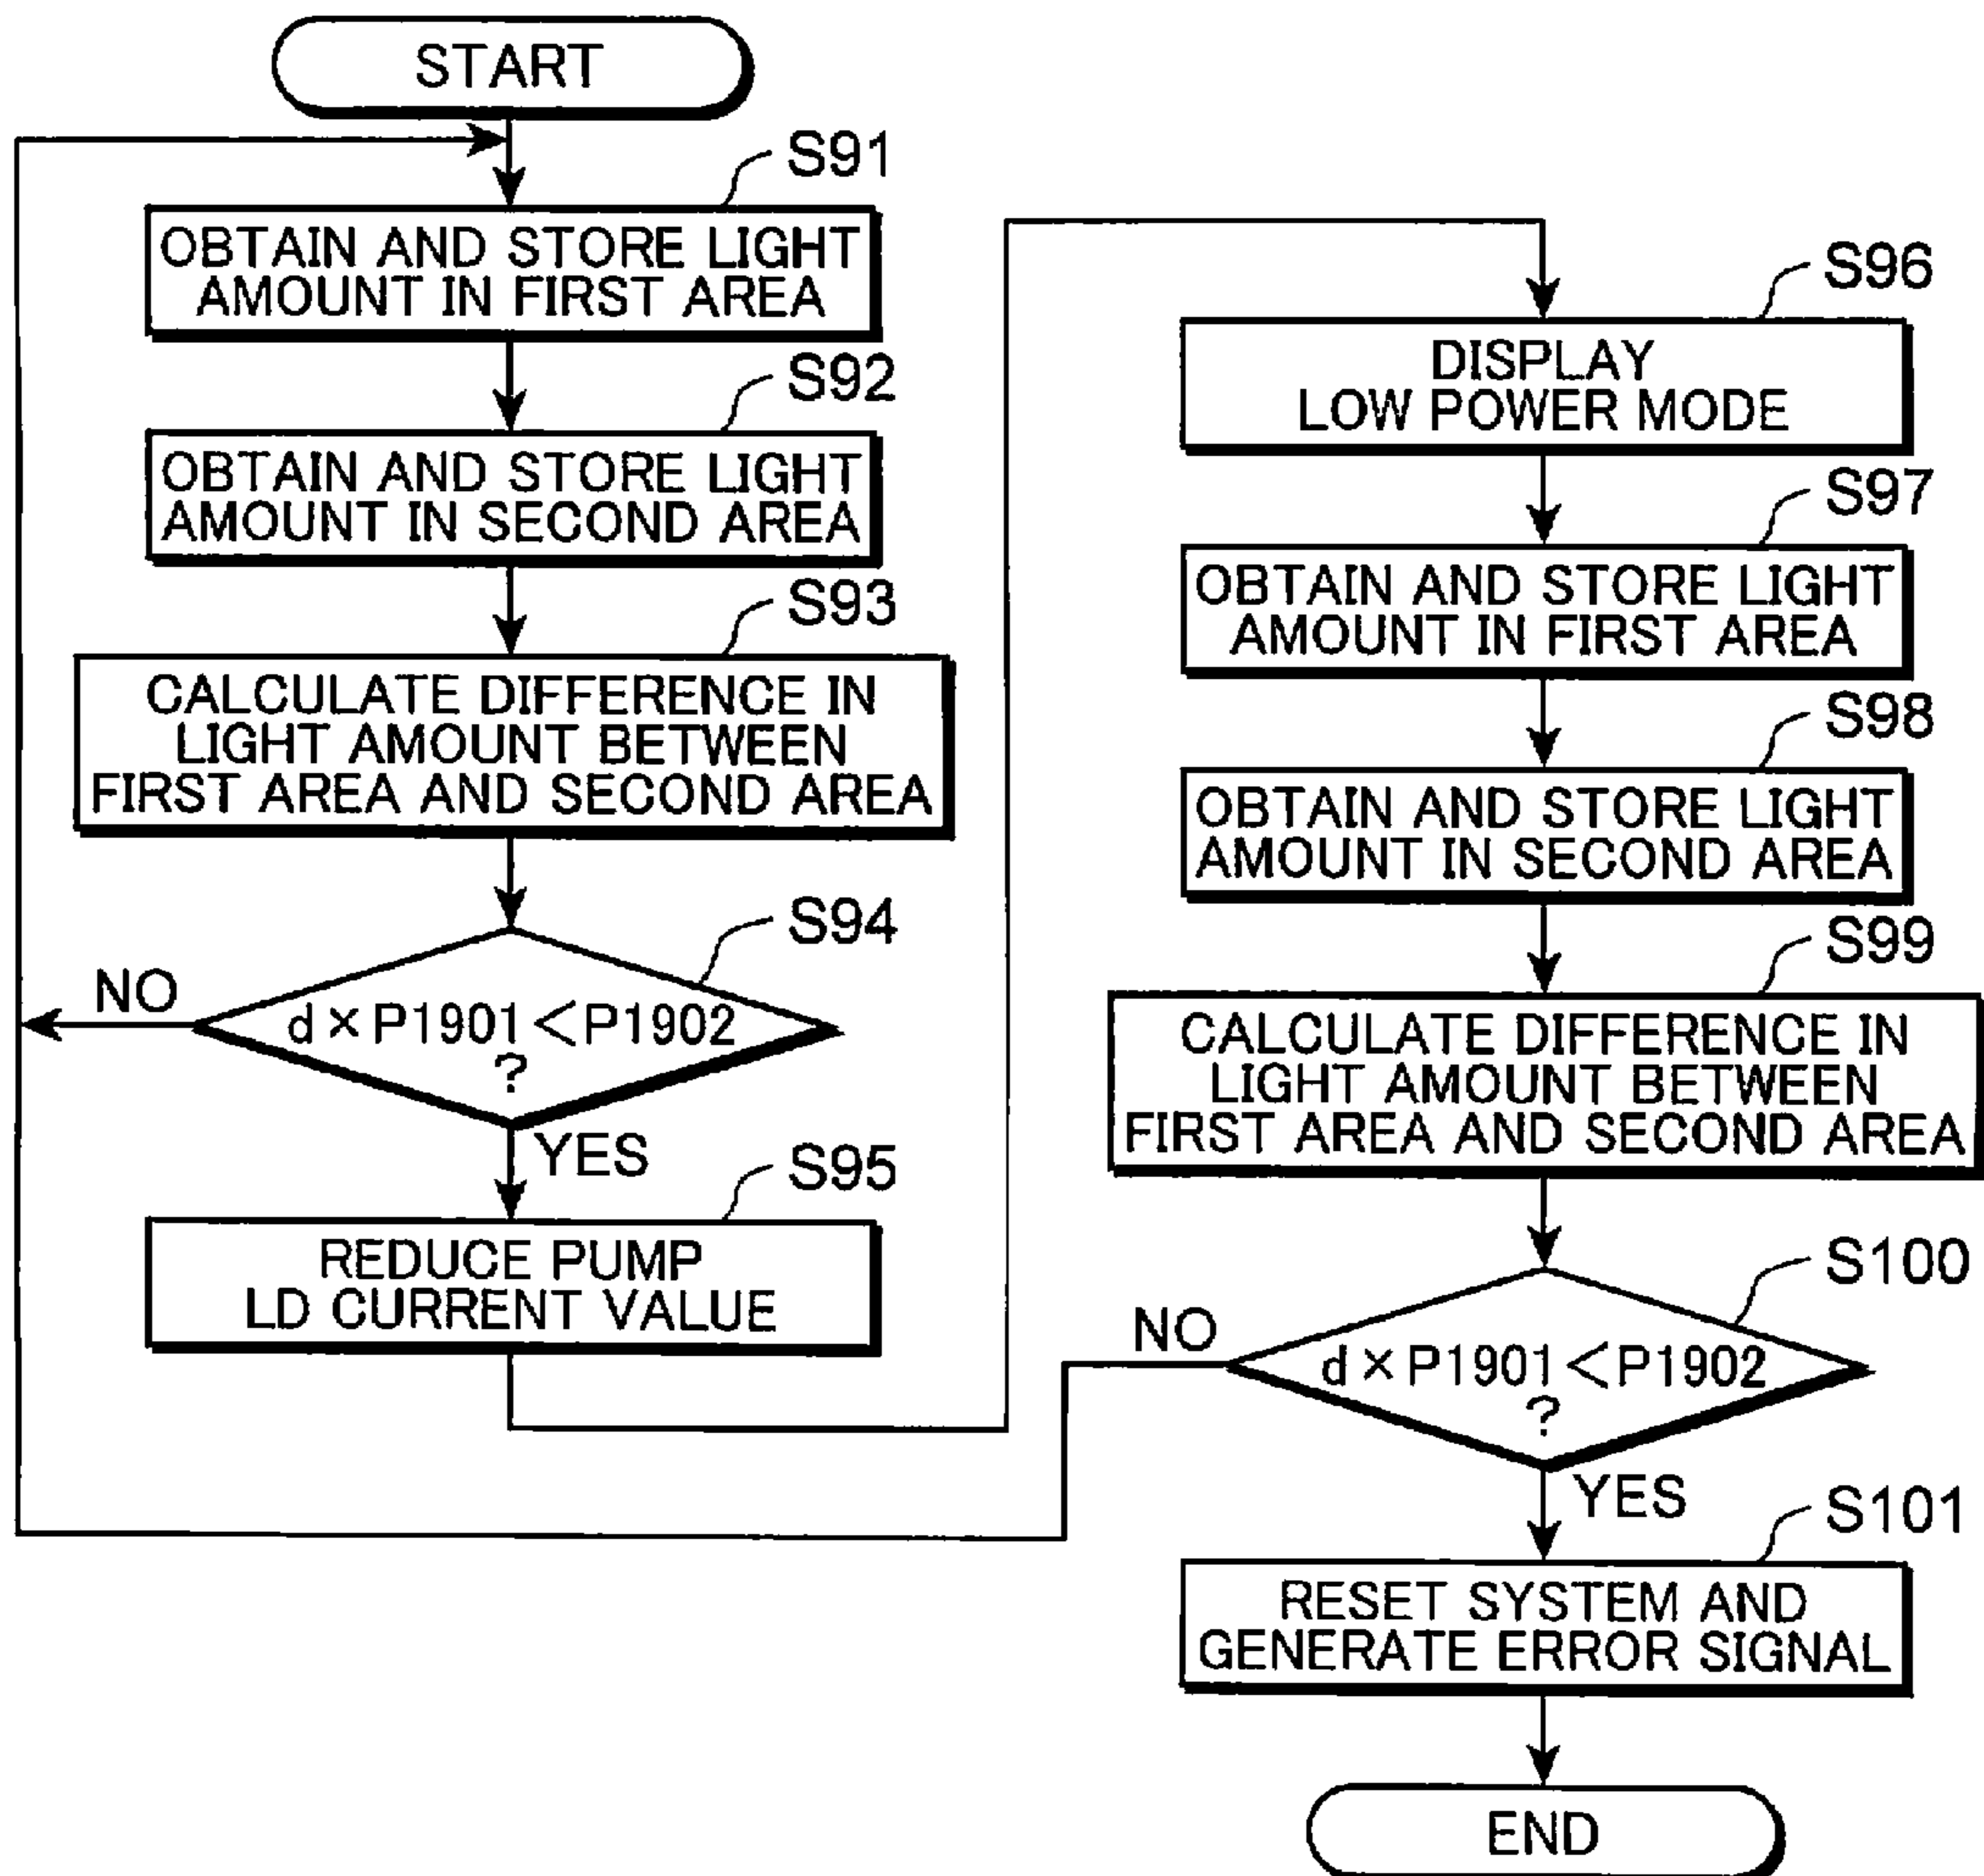 START
S91
OBTAIN AND STORE LIGHT
AMOUNT IN FIRST AREA
S92
OBTAIN AND STORE LIGHT
AMOUNT IN SECOND AREA
S93
CALCULATE DIFFERENCE IN
LIGHT AMOUNT BETWEEN
FIRST AREA AND SECOND AREA
S94
NO
d×P1901<P1902
?
YES
S95
REDUCE PUMP
LD CURRENT VALUE
S96
DISPLAY
LOW POWER MODE
S97
OBTAIN AND STORE LIGHT
AMOUNT IN FIRST AREA
S98
OBTAIN AND STORE LIGHT
AMOUNT IN SECOND AREA
S99
CALCULATE DIFFERENCE IN
LIGHT AMOUNT BETWEEN
FIRST AREA AND SECOND AREA
S100
NO
d×P1901<P1902
?
YES
S101
RESET SYSTEM AND
GENERATE ERROR SIGNAL
END